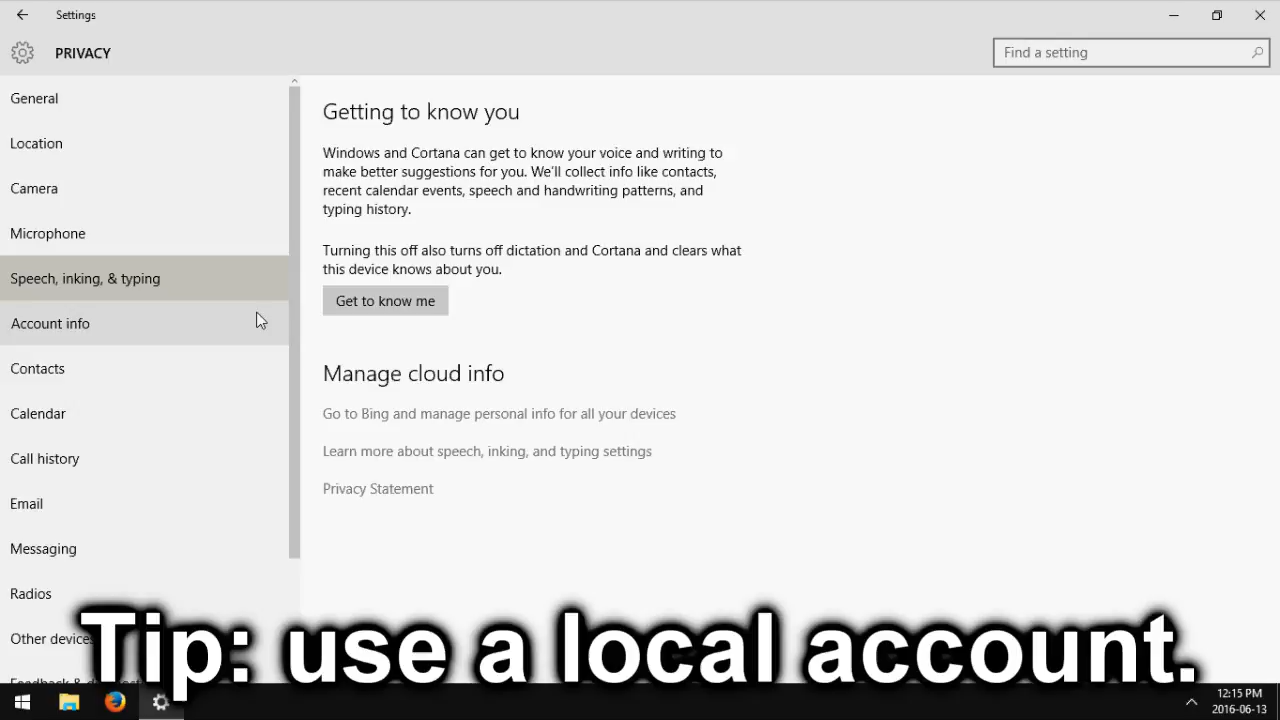 Settings
PRIVACY
Find a setting
General
Location
Camera
Microphone
Speech, inking, & typing
Account info
Contacts
Calendar
Call history
Email
Messaging
Radios
Other devices
Feedback & diagnostics
Getting to know you
Windows and Cortana can get to know your voice and writing to
make better suggestions for you. We'll collect info like contacts,
recent calendar events, speech and handwriting patterns, and
typing history.
Turning this off also turns off dictation and Cortana and clears what
this device knows about you.
Get to know me
Manage cloud info
Go to Bing and manage personal info for all your devices
Learn more about speech, inking, and typing settings
Privacy Statement
Tip: use a local account.
12:15 PM
2016-06-13